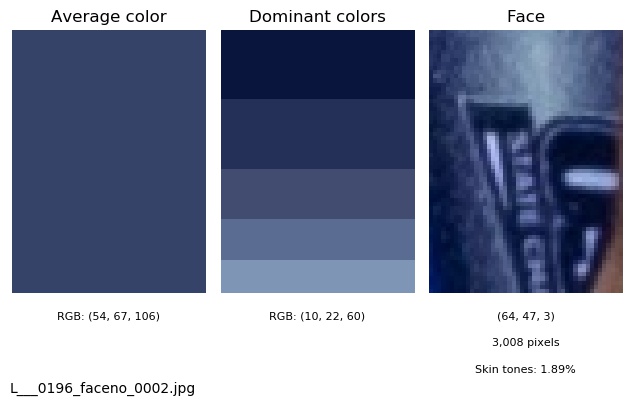 Average color
Dominant colors
Face
RGB: (54, 67, 106)
RGB: (10, 22, 60)
(64, 47, 3)
3,008 pixels
Skin tones: 1.89%
L___0196_faceno_0002.jpg
STATE